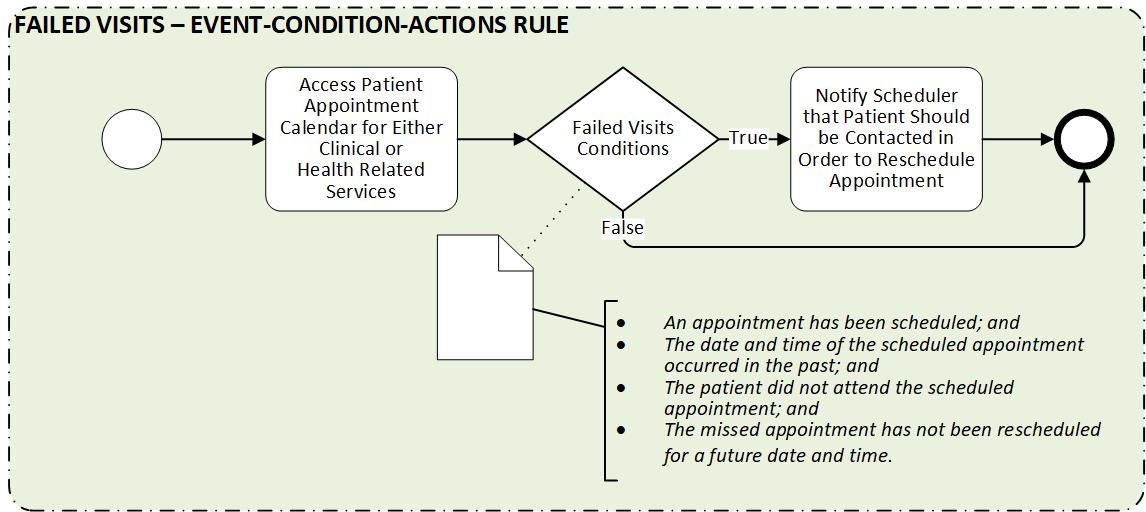 FAILED VISITS – EVENT-CONDITION-ACTIONS RULE
Access Patient
Appointment
Calendar for Either
Clinical or
Health Related
Services
Failed Visits
Conditions
True
Notify Scheduler
that Patient Should
be Contacted in
Order to Reschedule
Appointment
False
• An appointment has been scheduled; and
• The date and time of the scheduled appointment
occurred in the past; and
• The patient did not attend the scheduled
appointment; and
• The missed appointment has not been rescheduled
for a future date and time.